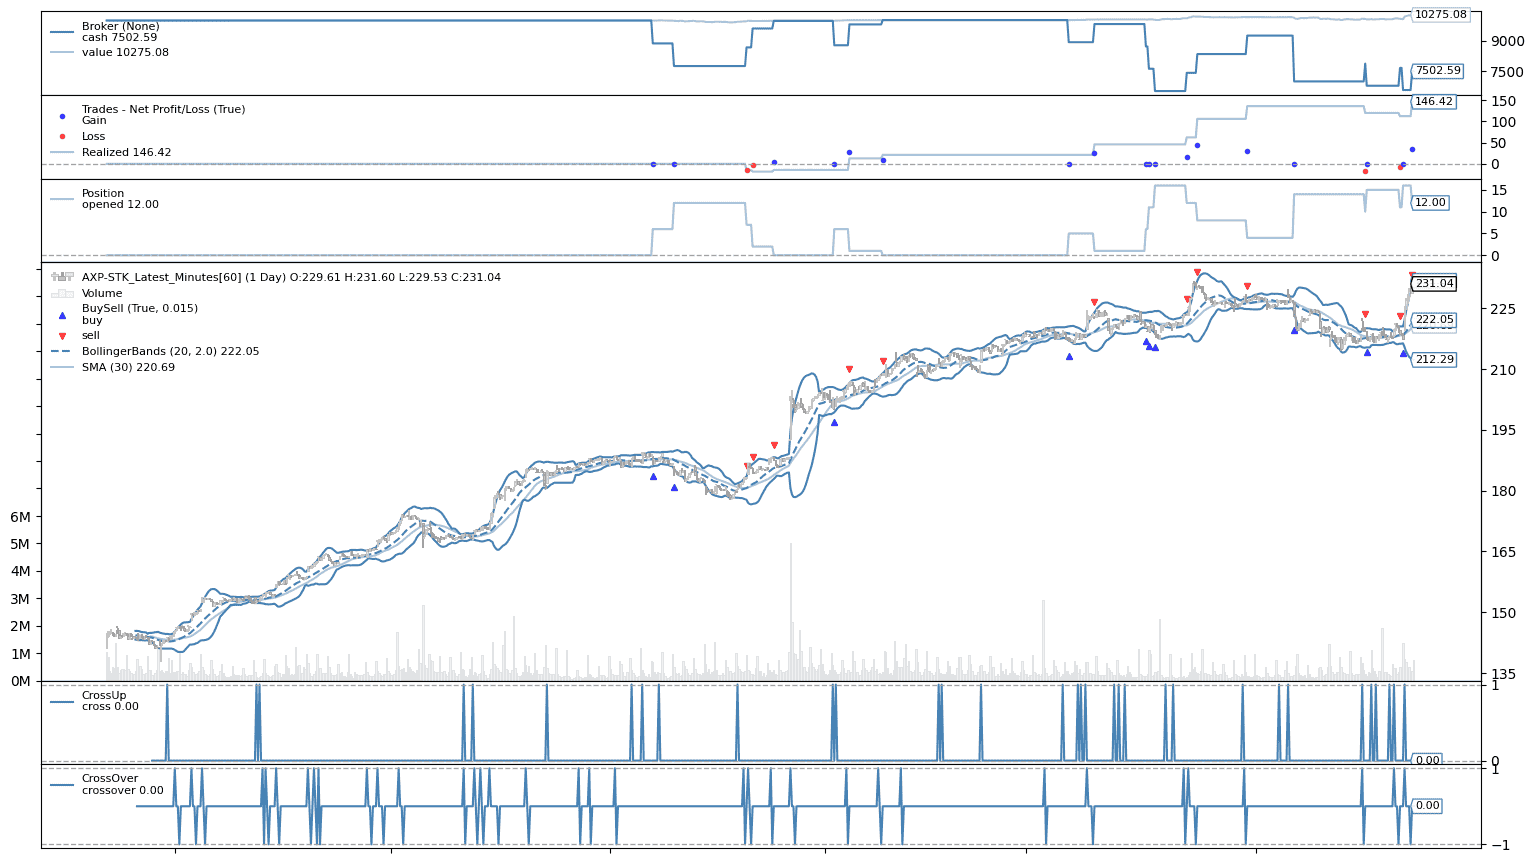 Broker (None)
cash 7502.59
value 10275.08
10275.08
9000
7502.59
7500
Trades - Net Profit/Loss (True)
Gain
Loss
Realized 146.42
146.42
150
100
50
0
Position
opened 12.00
12.00
15
10
5
0
AXP-STK_Latest_Minutes[60] (1 Day) O:229.61 H:231.60 L:229.53 C:231.04
Volume
BuySell (True, 0.015)
buy
sell
BollingerBands (20, 2.0) 222.05
SMA (30) 220.69
231.04
222.05
212.29
225
210
195
180
165
150
135
6M
5M
4M
3M
2M
1M
0M
CrossUp
cross 0.00
1
0.00
0
CrossOver
crossover 0.00
1
0.00
−1